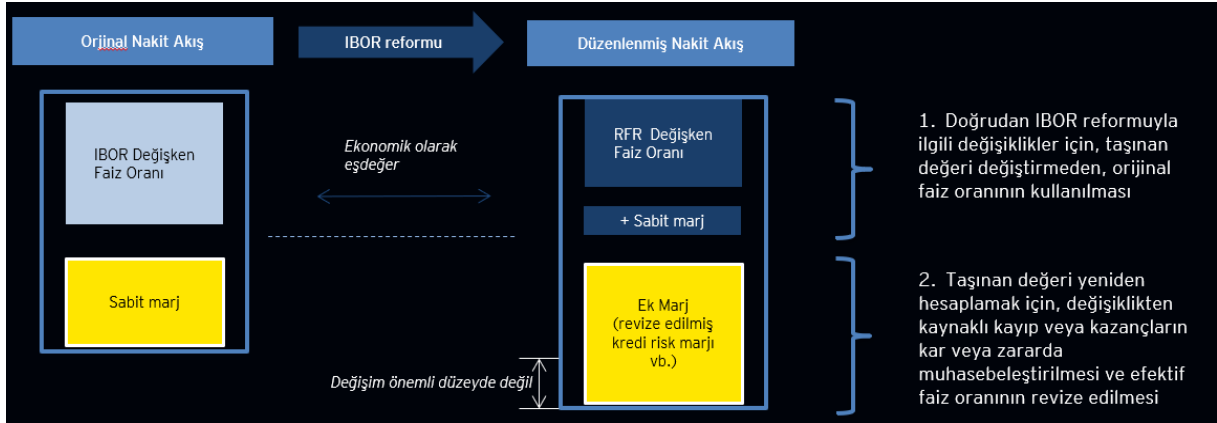 Orjinal Nakit Akış
IBOR reformu
Düzenlenmiş Nakit Akış
IBOR Değişken
Faiz Oranı
Sabit marj
Ekonomik olarak
eşdeğer
Değişim önemli düzeyde değil
RFR Değişken
Faiz Oranı
+ Sabit marj
Ek Marj
(revize edilmiş
kredi risk marjı
vb.)
1. Doğrudan IBOR reformuyla
ilgili değişiklikler için, taşınan
değeri değiştirmeden, orijinal
faiz oranının kullanılması
2. Taşınan değeri yeniden
hesaplamak için, değişiklikten
kaynaklı kayıp veya kazançların
kar veya zararda
muhasebeleştirilmesi ve efektif
faiz oranının revize edilmesi